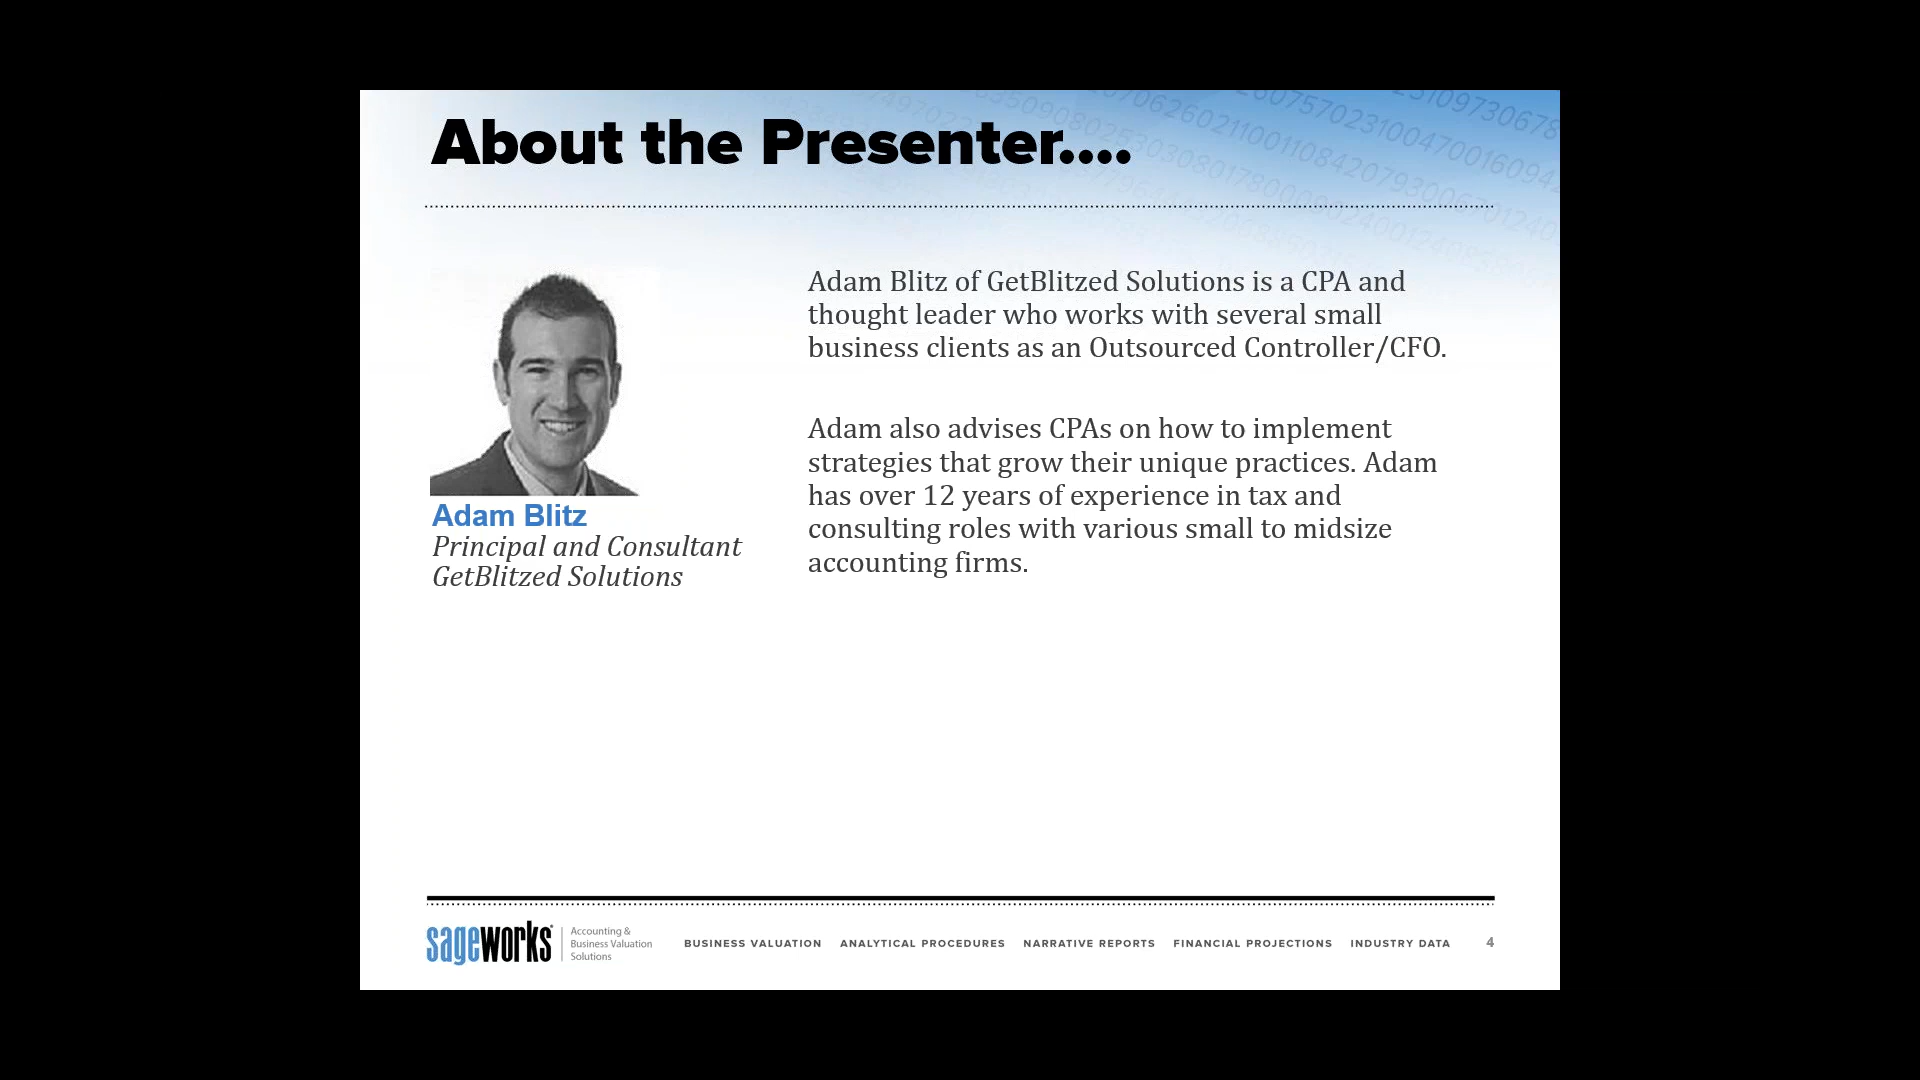 About the Presenter....
Adam Blitz
Principal and Consultant
GetBlitzed Solutions
Adam Blitz of GetBlitzed Solutions is a CPA and
thought leader who works with several small
business clients as an Outsourced Controller/CFO.
Adam also advises CPAs on how to implement
strategies that grow their unique practices. Adam
has over 12 years of experience in tax and
consulting roles with various small to midsize
accounting firms.
sageworks
Accounting &
Business Valuation
Solutions
BUSINESS VALUATION ANALYTICAL PROCEDURES NARRATIVE REPORTS FINANCIAL PROJECTIONS INDUSTRY DATA 4